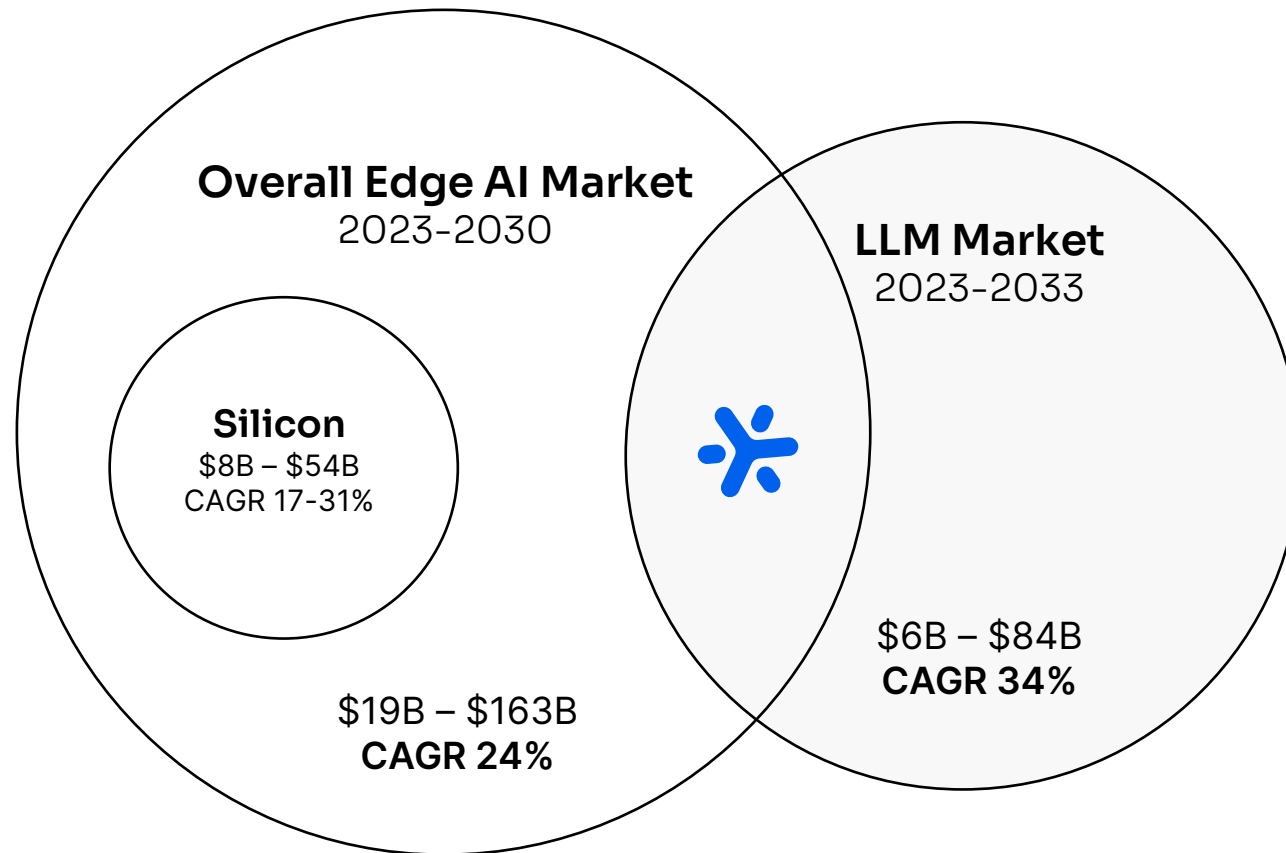 Overall Edge AI Market
2023-2030
Silicon
$8B – $54B
CAGR 17-31%
$19B – $163B
CAGR 24%
LLM Market
2023-2033
$6B – $84B
CAGR 34%